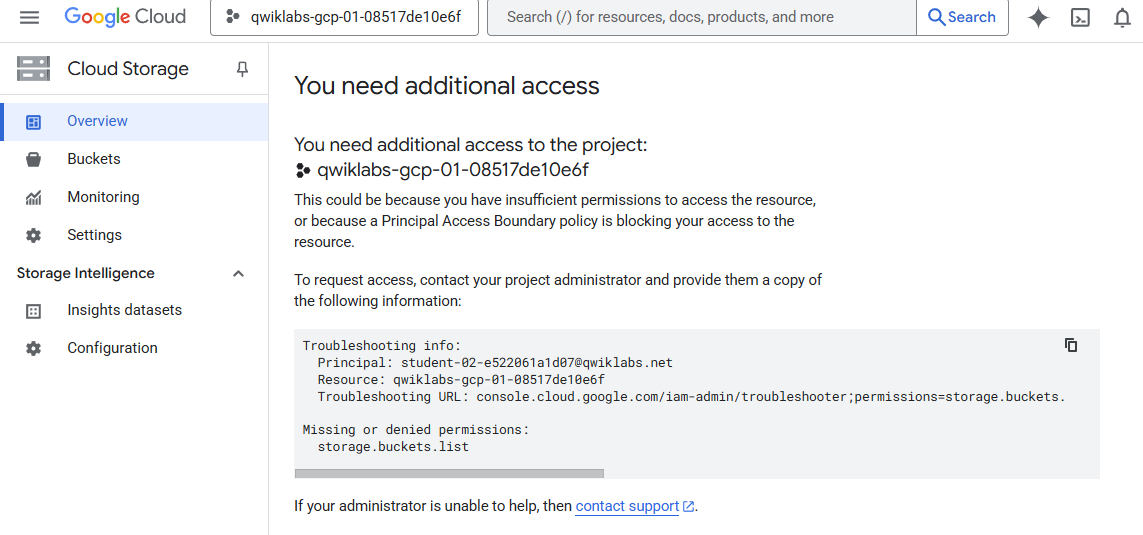 Google Cloud
qwiklabs-gcp-01-08517de10e6f
Search (/) for resources, docs, products, and more
Search
Cloud Storage
Overview
Buckets
Monitoring
Settings
Storage Intelligence
Insights datasets
Configuration
You need additional access
You need additional access to the project:
qwiklabs-gcp-01-08517de10e6f
This could be because you have insufficient permissions to access the resource,
or because a Principal Access Boundary policy is blocking your access to the
resource.
To request access, contact your project administrator and provide them a copy of
the following information:
Troubleshooting info:
Principal: student-02-e522061a1d07@qwiklabs.net
Resource: qwiklabs-gcp-01-08517de10e6f
Troubleshooting URL: console.cloud.google.com/iam-admin/troubleshooter;permissions=storage.buckets.
Missing or denied permissions:
storage.buckets.list
If your administrator is unable to help, then contact support.